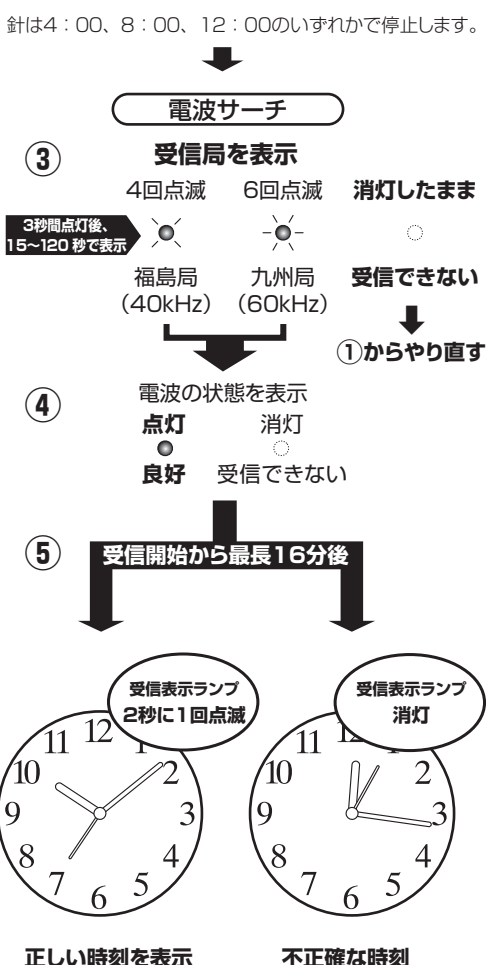 針は4：00、8：00、12：00のいずれかで停止します。
電波サーチ
③
受信局を表示
4回点滅 6回点滅 消灯したまま
3秒間点灯後、
15～120 秒で表示
福島局 九州局 受信できない
（40kHz） （60kHz）
①からやり直す
④
電波の状態を表示
点灯 消灯
良好 受信できない
⑤
受信開始から最長16分後
受信表示ランプ
2秒に1回点滅
受信表示ランプ
消灯
11 12 1
10 2
9 3
8 4
7 6 5
11 12 1
10 2
9 3
8 4
7 6 5
正しい時刻を表示 不正確な時刻